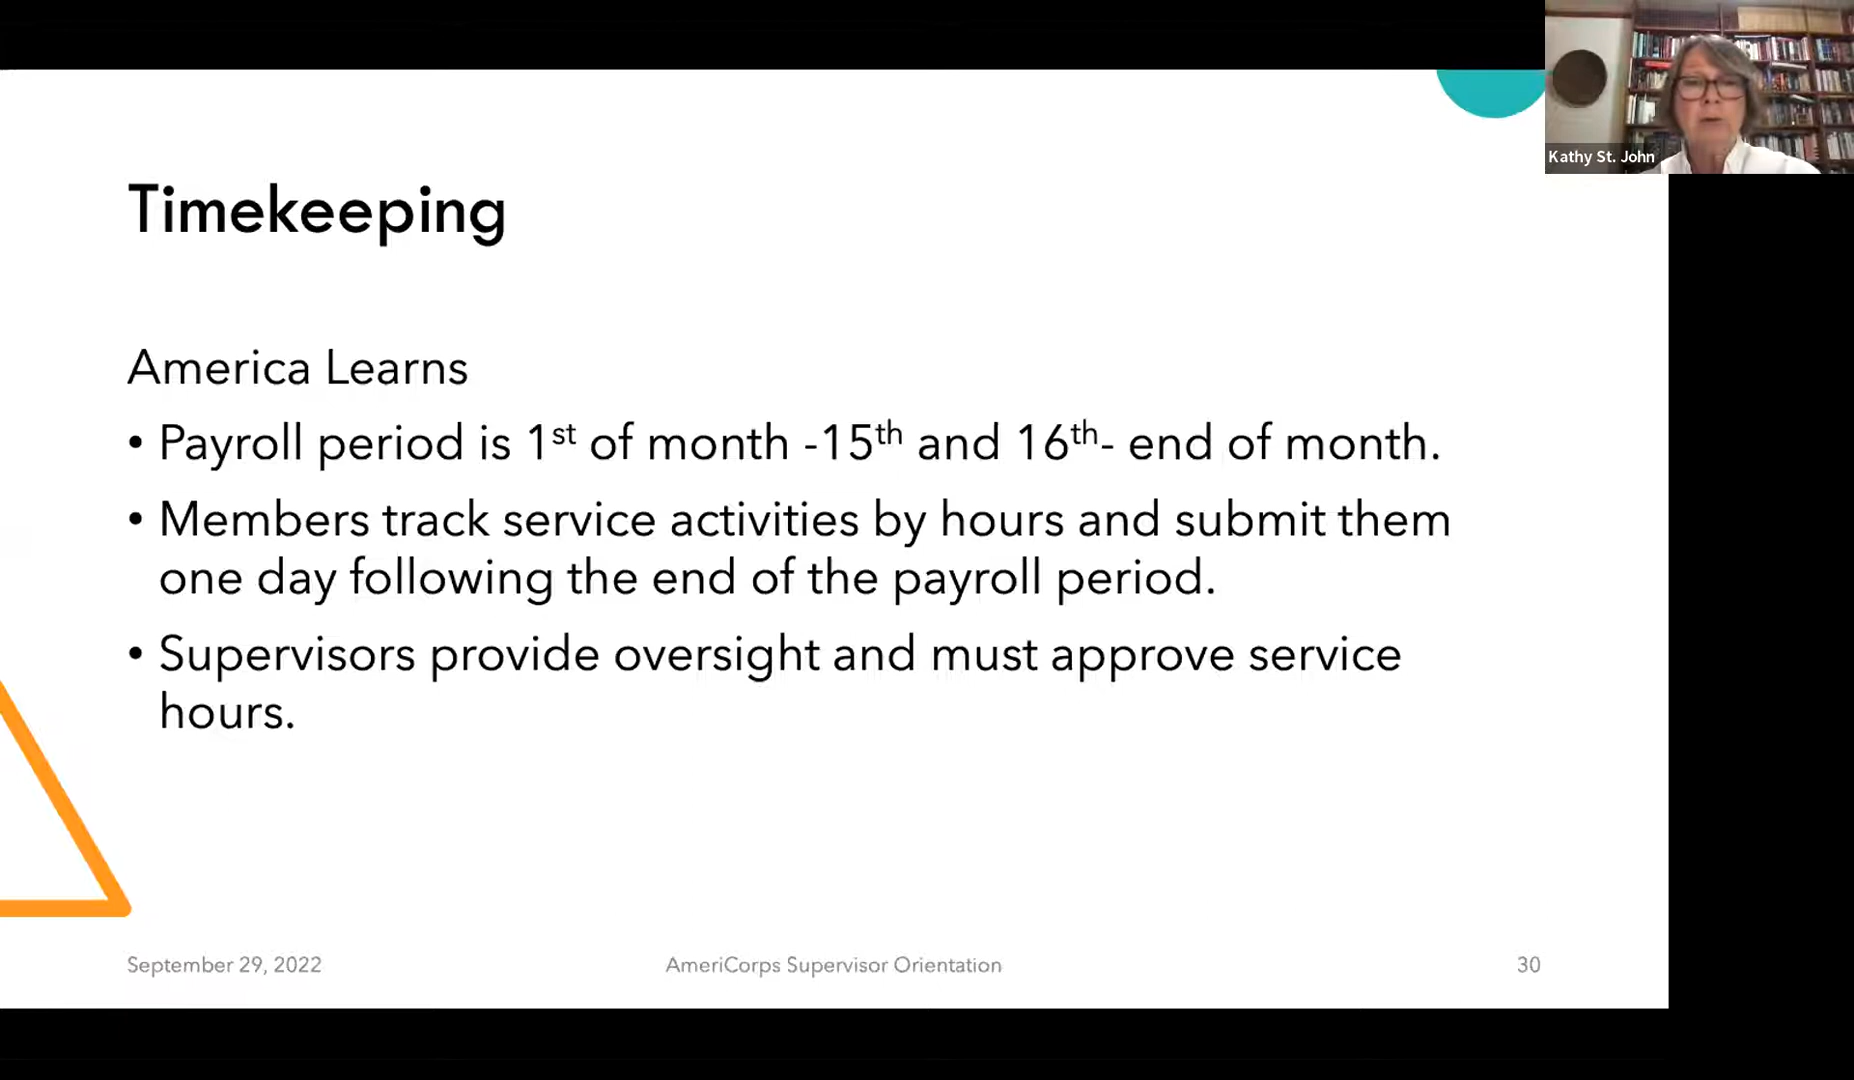 Kathy St. John
Timekeeping
America Learns
• Payroll period is 1st of month -15th and 16th- end of month.
• Members track service activities by hours and submit them
one day following the end of the payroll period.
• Supervisors provide oversight and must approve service
hours.
September 29, 2022
AmeriCorps Supervisor Orientation
30